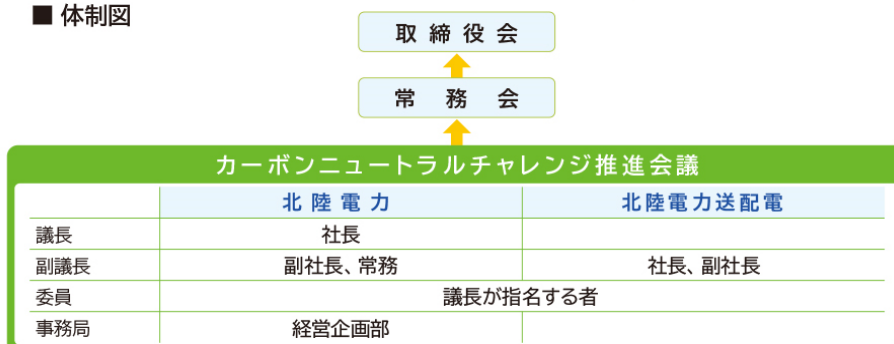 ■ 体制図
取締役会
常務会
カーボンニュートラルチャレンジ推進会議
北陸電力 北陸電力送配電
議長 社長
副議長 副社長、常務 社長、副社長
委員 議長が指名する者
事務局 経営企画部